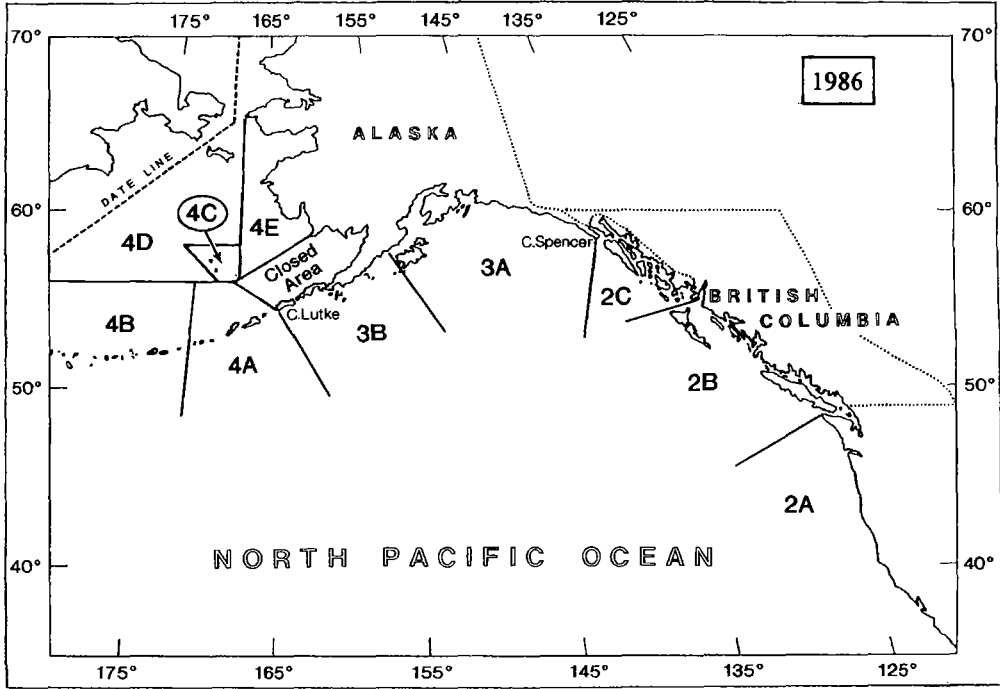 175° 165° 155° 145° 135° 125°
70° 70°
1986
ALASKA
DATE LINE
60° 60°
4C
4D 4E
C.Spencer
Closed
Area
3A
2C
BRITISH
COLUMBIA
C.Lutke
4B
3B
4A
50° 50°
2B
2A
NORTH PACIFIC OCEAN
40° 40°
175° 165° 155° 145° 135° 125°